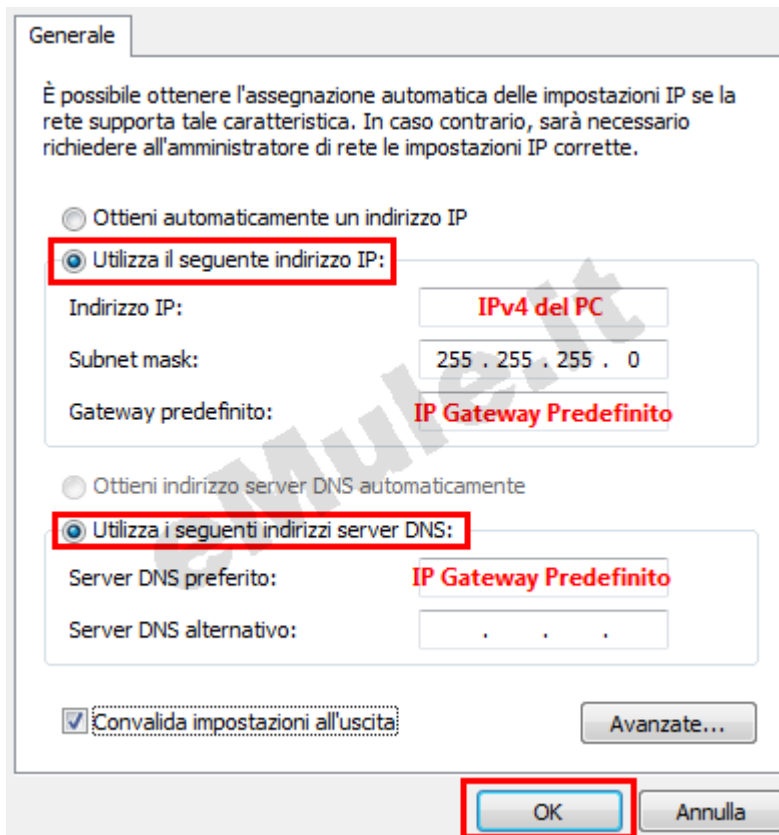 Generale
È possibile ottenere l'assegnazione automatica delle impostazioni IP se la
rete supporta tale caratteristica. In caso contrario, sarà necessario
richiedere all'amministratore di rete le impostazioni IP corrette.
Ottieni automaticamente un indirizzo IP
Utilizza il seguente indirizzo IP:
Indirizzo IP: IPv4 del PC
Subnet mask: 255 . 255 . 255 . 0
Gateway predefinito: IP Gateway Predefinito
Ottieni indirizzo server DNS automaticamente
Utilizza i seguenti indirizzi server DNS:
Server DNS preferito: IP Gateway Predefinito
Server DNS alternativo: . . .
Convalida impostazioni all'uscita Avanzate...
OK Annulla
eMule.it